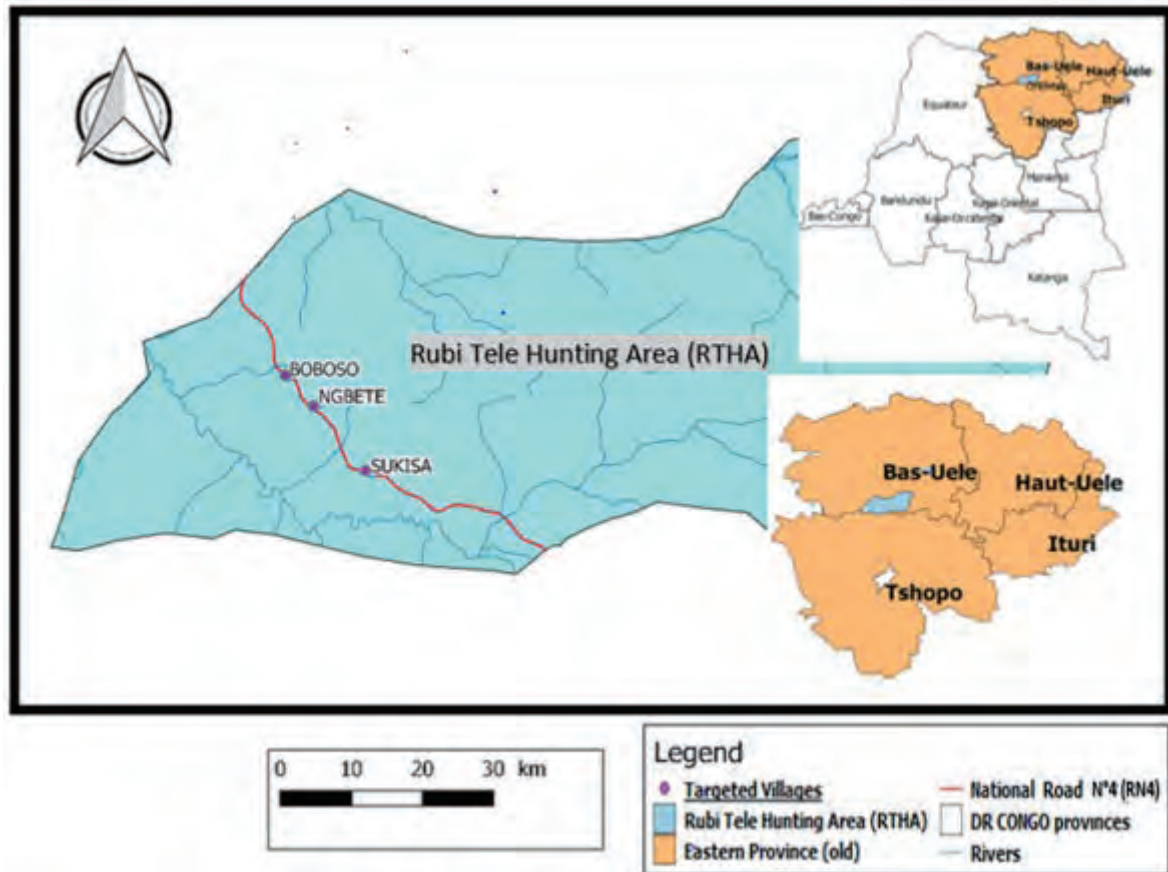 Bas-Uele
Haut-Uele
Equateur
Ituri
Tshopo
Maniema
Bandundu
Kasai-Oriental
Bas-Congo
Kasai-Occidental
Katanga
Rubi Tele Hunting Area (RTHA)
BOBOSO
NGBETE
SUKISA
Bas-Uele
Haut-Uele
Ituri
Tshopo
0 10 20 30 km
Legend
Targeted Villages
National Road N°4 (RN4)
Rubi Tele Hunting Area (RTHA)
DR CONGO provinces
Eastern Province (old)
Rivers